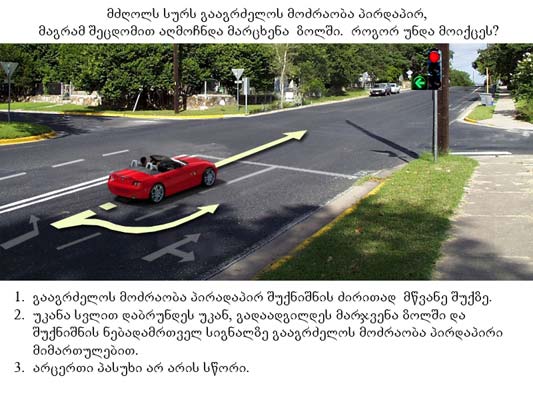 მძღოლს სურს გააგრძელოს მოძრაობა პირდაპირ,
მაგრამ შეცდომით აღმოჩნდა მარცხენა ზოლში. როგორ უნდა მოიქცეს?
1. გააგრძელოს მოძრაობა პირადაპირ შუქნიშნის ძირითად მწვანე შუქზე.
2. უკანა სვლით დაბრუნდეს უკან, გადაადგილდეს მარჯვენა ზოლში და
შუქნიშნის ნებადამრთველ სიგნალზე გააგრძელოს მოძრაობა პირდაპირი
მიმართულებით.
3. არცერთი პასუხი არ არის სწორი.